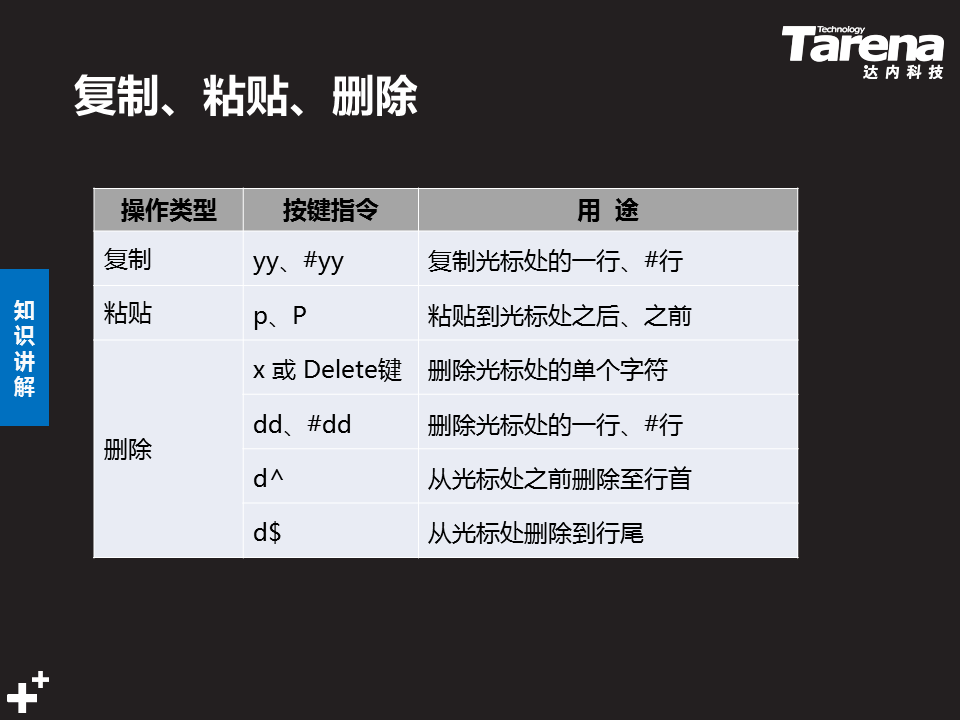 Technology
Tarena
达内科技
复制、粘贴、删除
操作类型 按键指令 用 途
复制 yy、#yy 复制光标处的一行、#行
粘贴 p、P 粘贴到光标处之后、之前
删除 x 或 Delete键 删除光标处的单个字符
dd、#dd 删除光标处的一行、#行
d^ 从光标处之前删除至行首
d$ 从光标处删除到行尾
知
识
讲
解